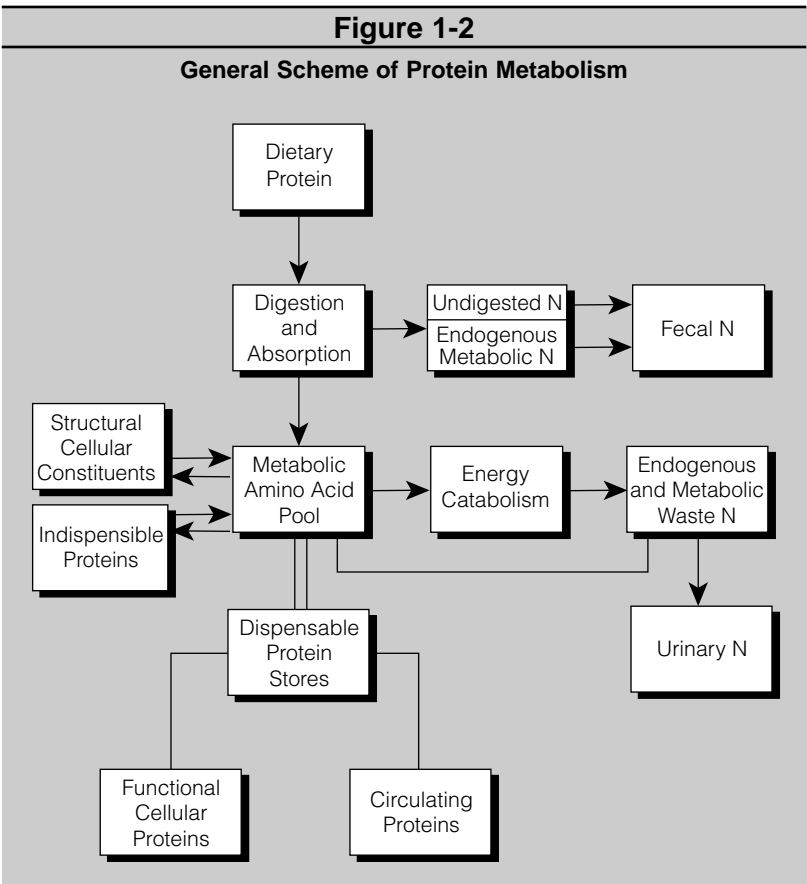 Figure 1-2
General Scheme of Protein Metabolism
Dietary
Protein
Digestion
and
Absorption
Undigested N
Endogenous
Metabolic N
Fecal N
Structural
Cellular
Constituents
Metabolic
Amino Acid
Pool
Energy
Catabolism
Endogenous
and Metabolic
Waste N
Indispensible
Proteins
Dispensable
Protein
Stores
Urinary N
Functional
Cellular
Proteins
Circulating
Proteins